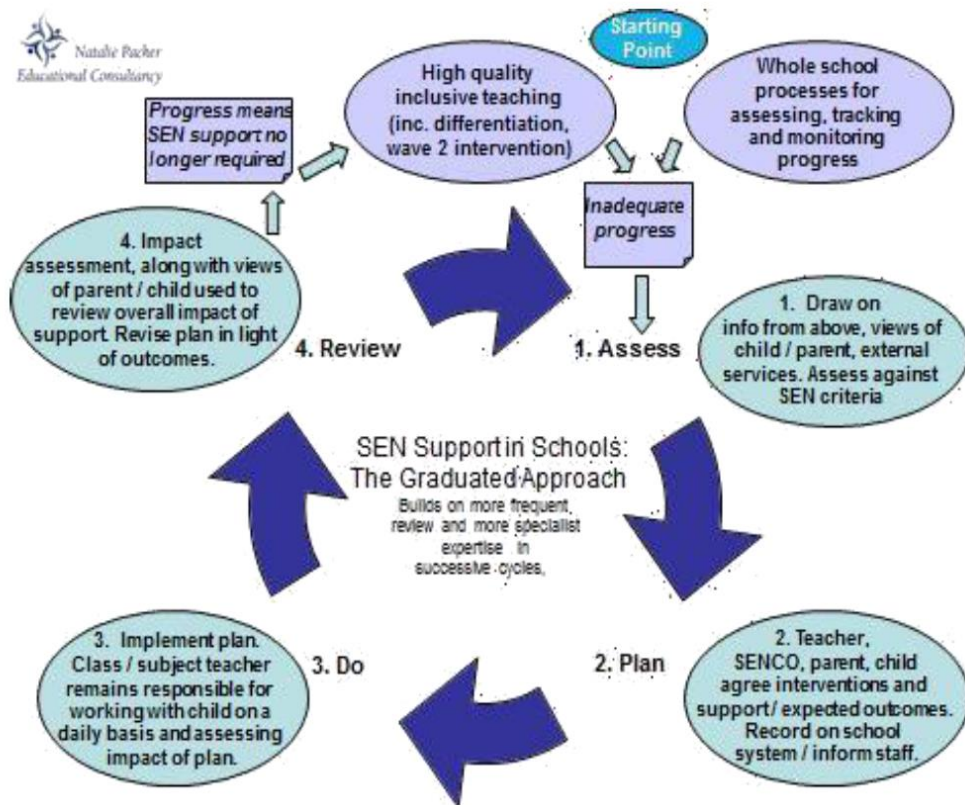 Natalie Packer
Educational Consultancy
Starting
Point
High quality
inclusive teaching
(inc. differentiation,
wave 2 intervention)
Whole school
processes for
assessing, tracking
and monitoring
progress
Progress means
SEN support no
longer required
Inadequate
progress
4. Impact
assessment, along with views
of parent / child used to
review overall impact of
support. Revise plan in light
of outcomes.
4. Review
1. Assess
1. Draw on
info from above, views of
child / parent, external
services. Assess against
SEN criteria
SEN Support in Schools:
The Graduated Approach
Builds on more frequent
review and more specialist
expertise in
successive cycles,
3. Implement plan.
Class / subject teacher
remains responsible for
working with child on a
daily basis and assessing
impact of plan.
3. Do
2. Plan
2. Teacher,
SENCO, parent, child
agree interventions and
support / expected outcomes.
Record on school
system / inform staff.